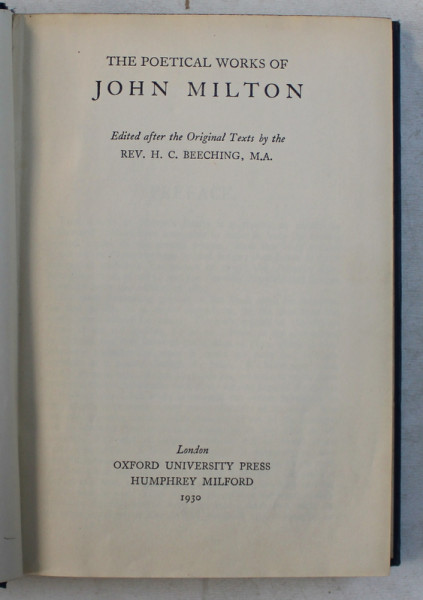 THE POETICAL WORKS OF
JOHN MILTON
Edited after the Original Texts by the
REV. H. C. BEECHING, M.A.
London
OXFORD UNIVERSITY PRESS
HUMPHREY MILFORD
1930